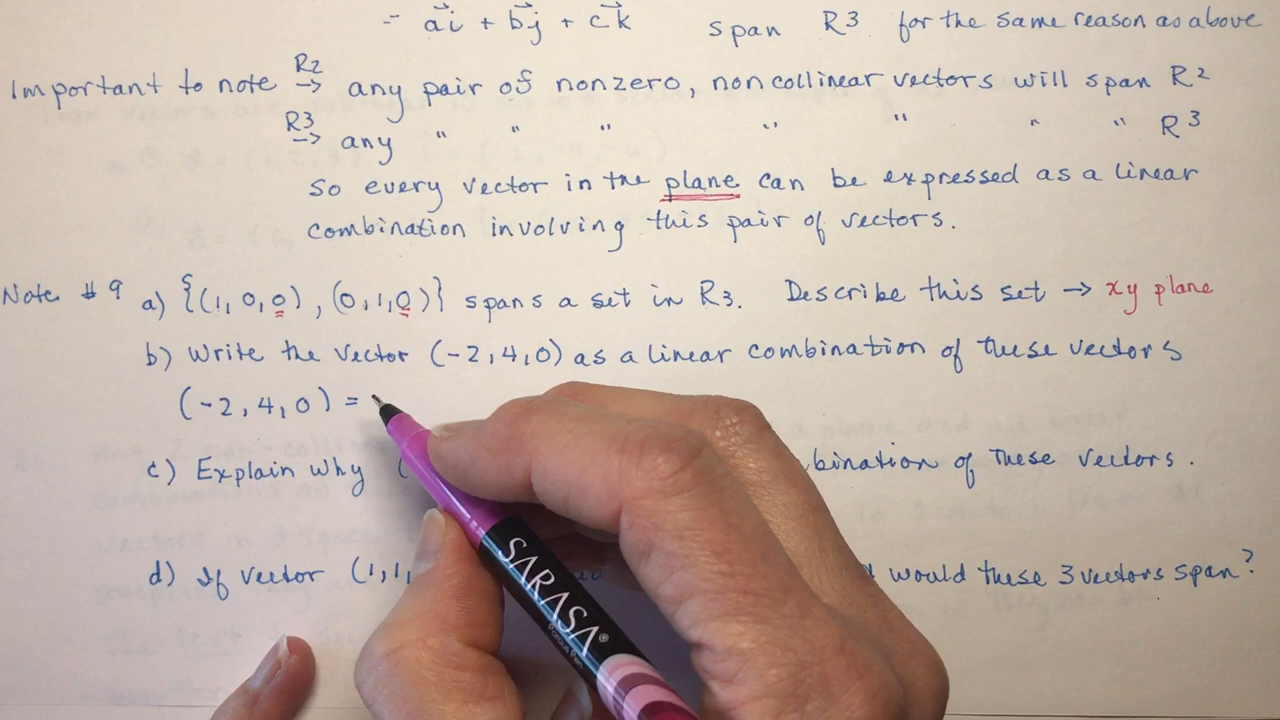 = a⃗i + b⃗j + c⃗k span R3 for the same reason as above
Important to note R2 → any pair of nonzero, noncollinear vectors will span R2
R3 → any " " " " " " " R3
so every vector in the plane can be expressed as a linear
combination involving this pair of vectors.
Note #9 a) {(1,0,0), (0,1,0)} spans a set in R3. Describe this set → xy plane
b) Write the vector (-2,4,0) as a linear combination of these vectors
(-2,4,0) =
c) Explain why ( bination of these vectors.
d) If vector (1,1, would these 3 vectors span?
SARASA®
Porous Pen